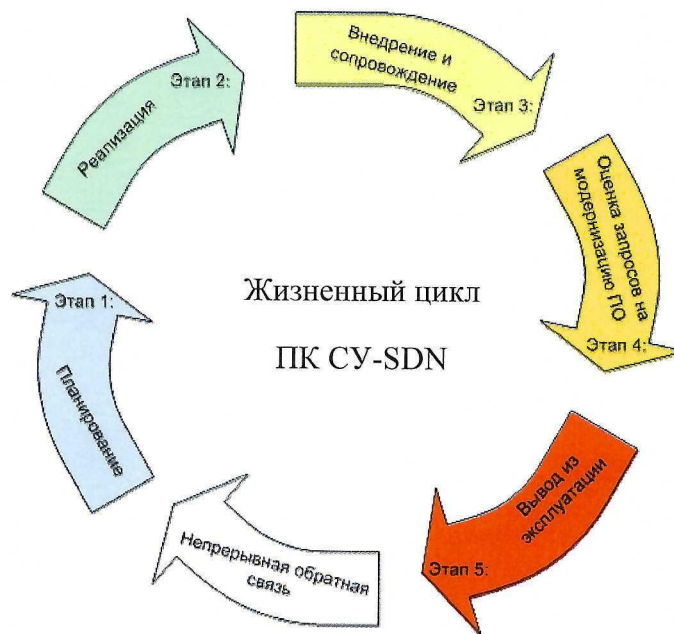 Этап 1:
Планирование
Этап 2:
Реализация
Внедрение и
сопровождение
Этап 3:
Оценка запросов на
модернизацию ПО
Этап 4:
Вывод из
эксплуатации
Этап 5:
Непрерывная обратная
связь
Жизненный цикл
ПК СУ-SDN